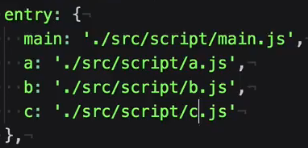 entry: {
  main: './src/script/main.js',
  a: './src/script/a.js',
  b: './src/script/b.js',
  c: './src/script/c.js'
},